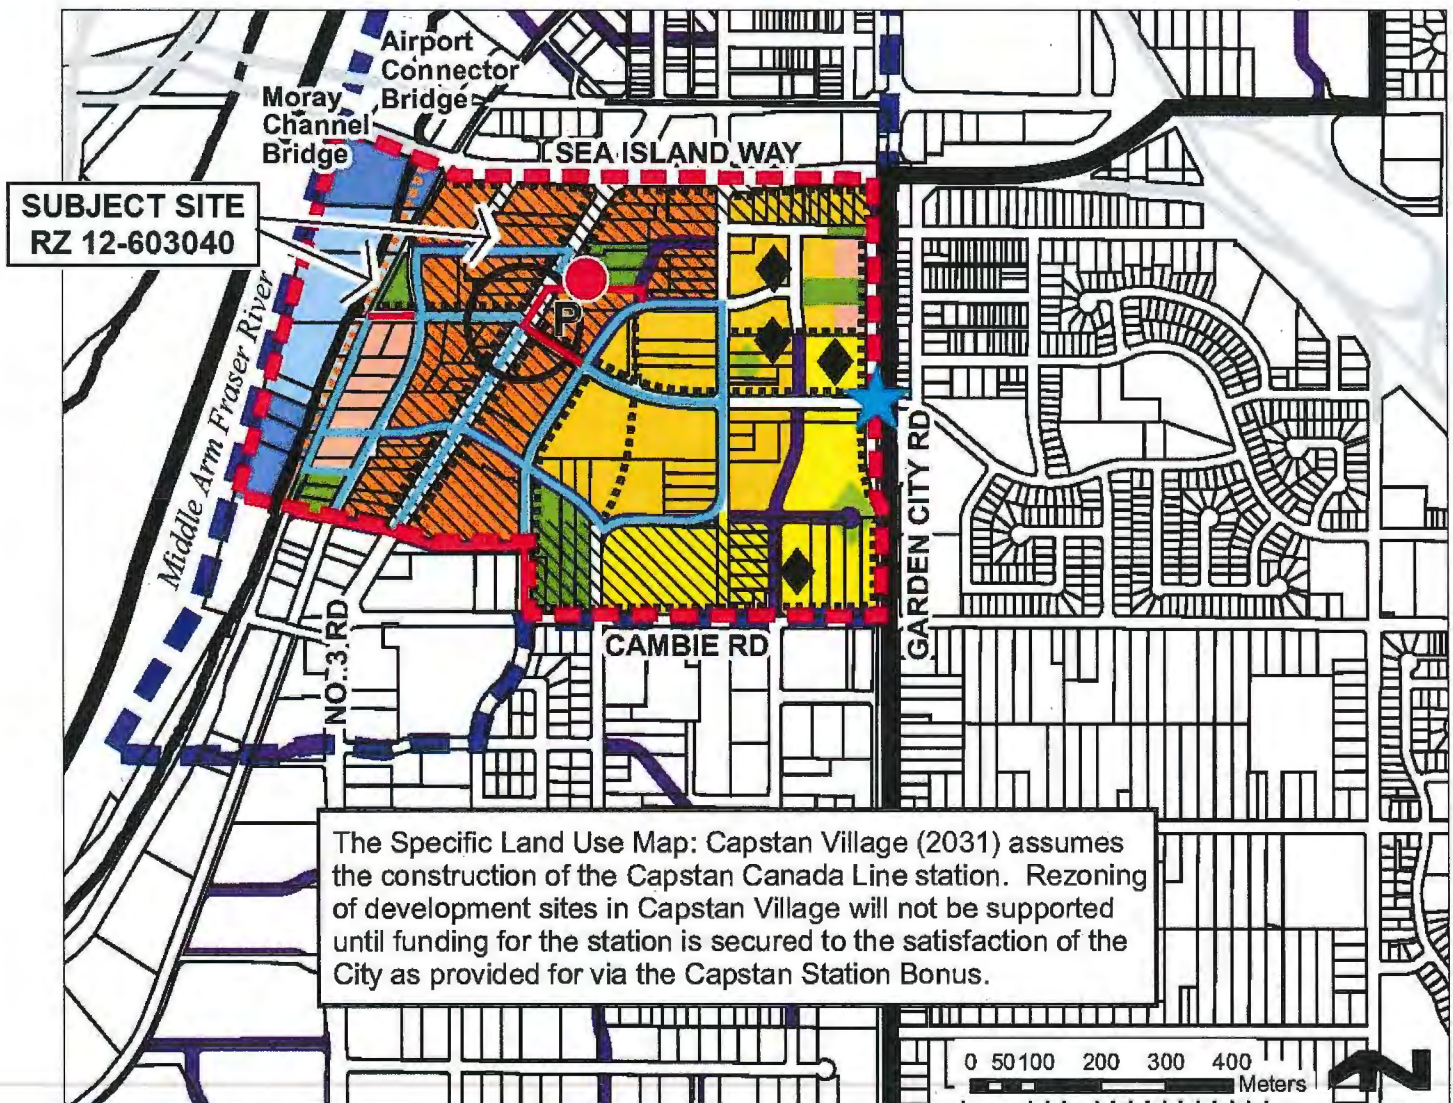 Airport
Connector
Bridge
Moray
Channel
Bridge
SEA ISLAND WAY
SUBJECT SITE
RZ 12-603040
P
Middle Arm Fraser River
GARDEN CITY RD
NO. 3 RD
CAMBIE RD
The Specific Land Use Map: Capstan Village (2031) assumes
the construction of the Capstan Canada Line station. Rezoning
of development sites in Capstan Village will not be supported
until funding for the station is secured to the satisfaction of the
City as provided for via the Capstan Station Bonus.
0 50 100 200 300 400
Meters